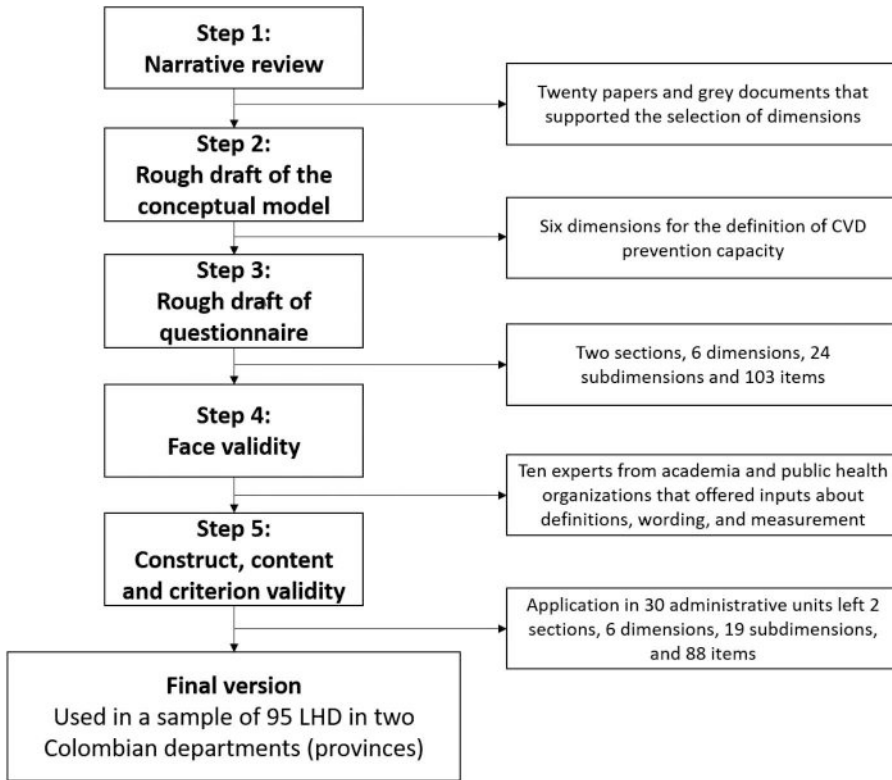 Step 1:
Narrative review
Twenty papers and grey documents that
supported the selection of dimensions
Step 2:
Rough draft of the
conceptual model
Six dimensions for the definition of CVD
prevention capacity
Step 3:
Rough draft of
questionnaire
Two sections, 6 dimensions, 24
subdimensions and 103 items
Step 4:
Face validity
Ten experts from academia and public health
organizations that offered inputs about
definitions, wording, and measurement
Step 5:
Construct, content
and criterion validity
Application in 30 administrative units left 2
sections, 6 dimensions, 19 subdimensions,
and 88 items
Final version
Used in a sample of 95 LHD in two
Colombian departments (provinces)